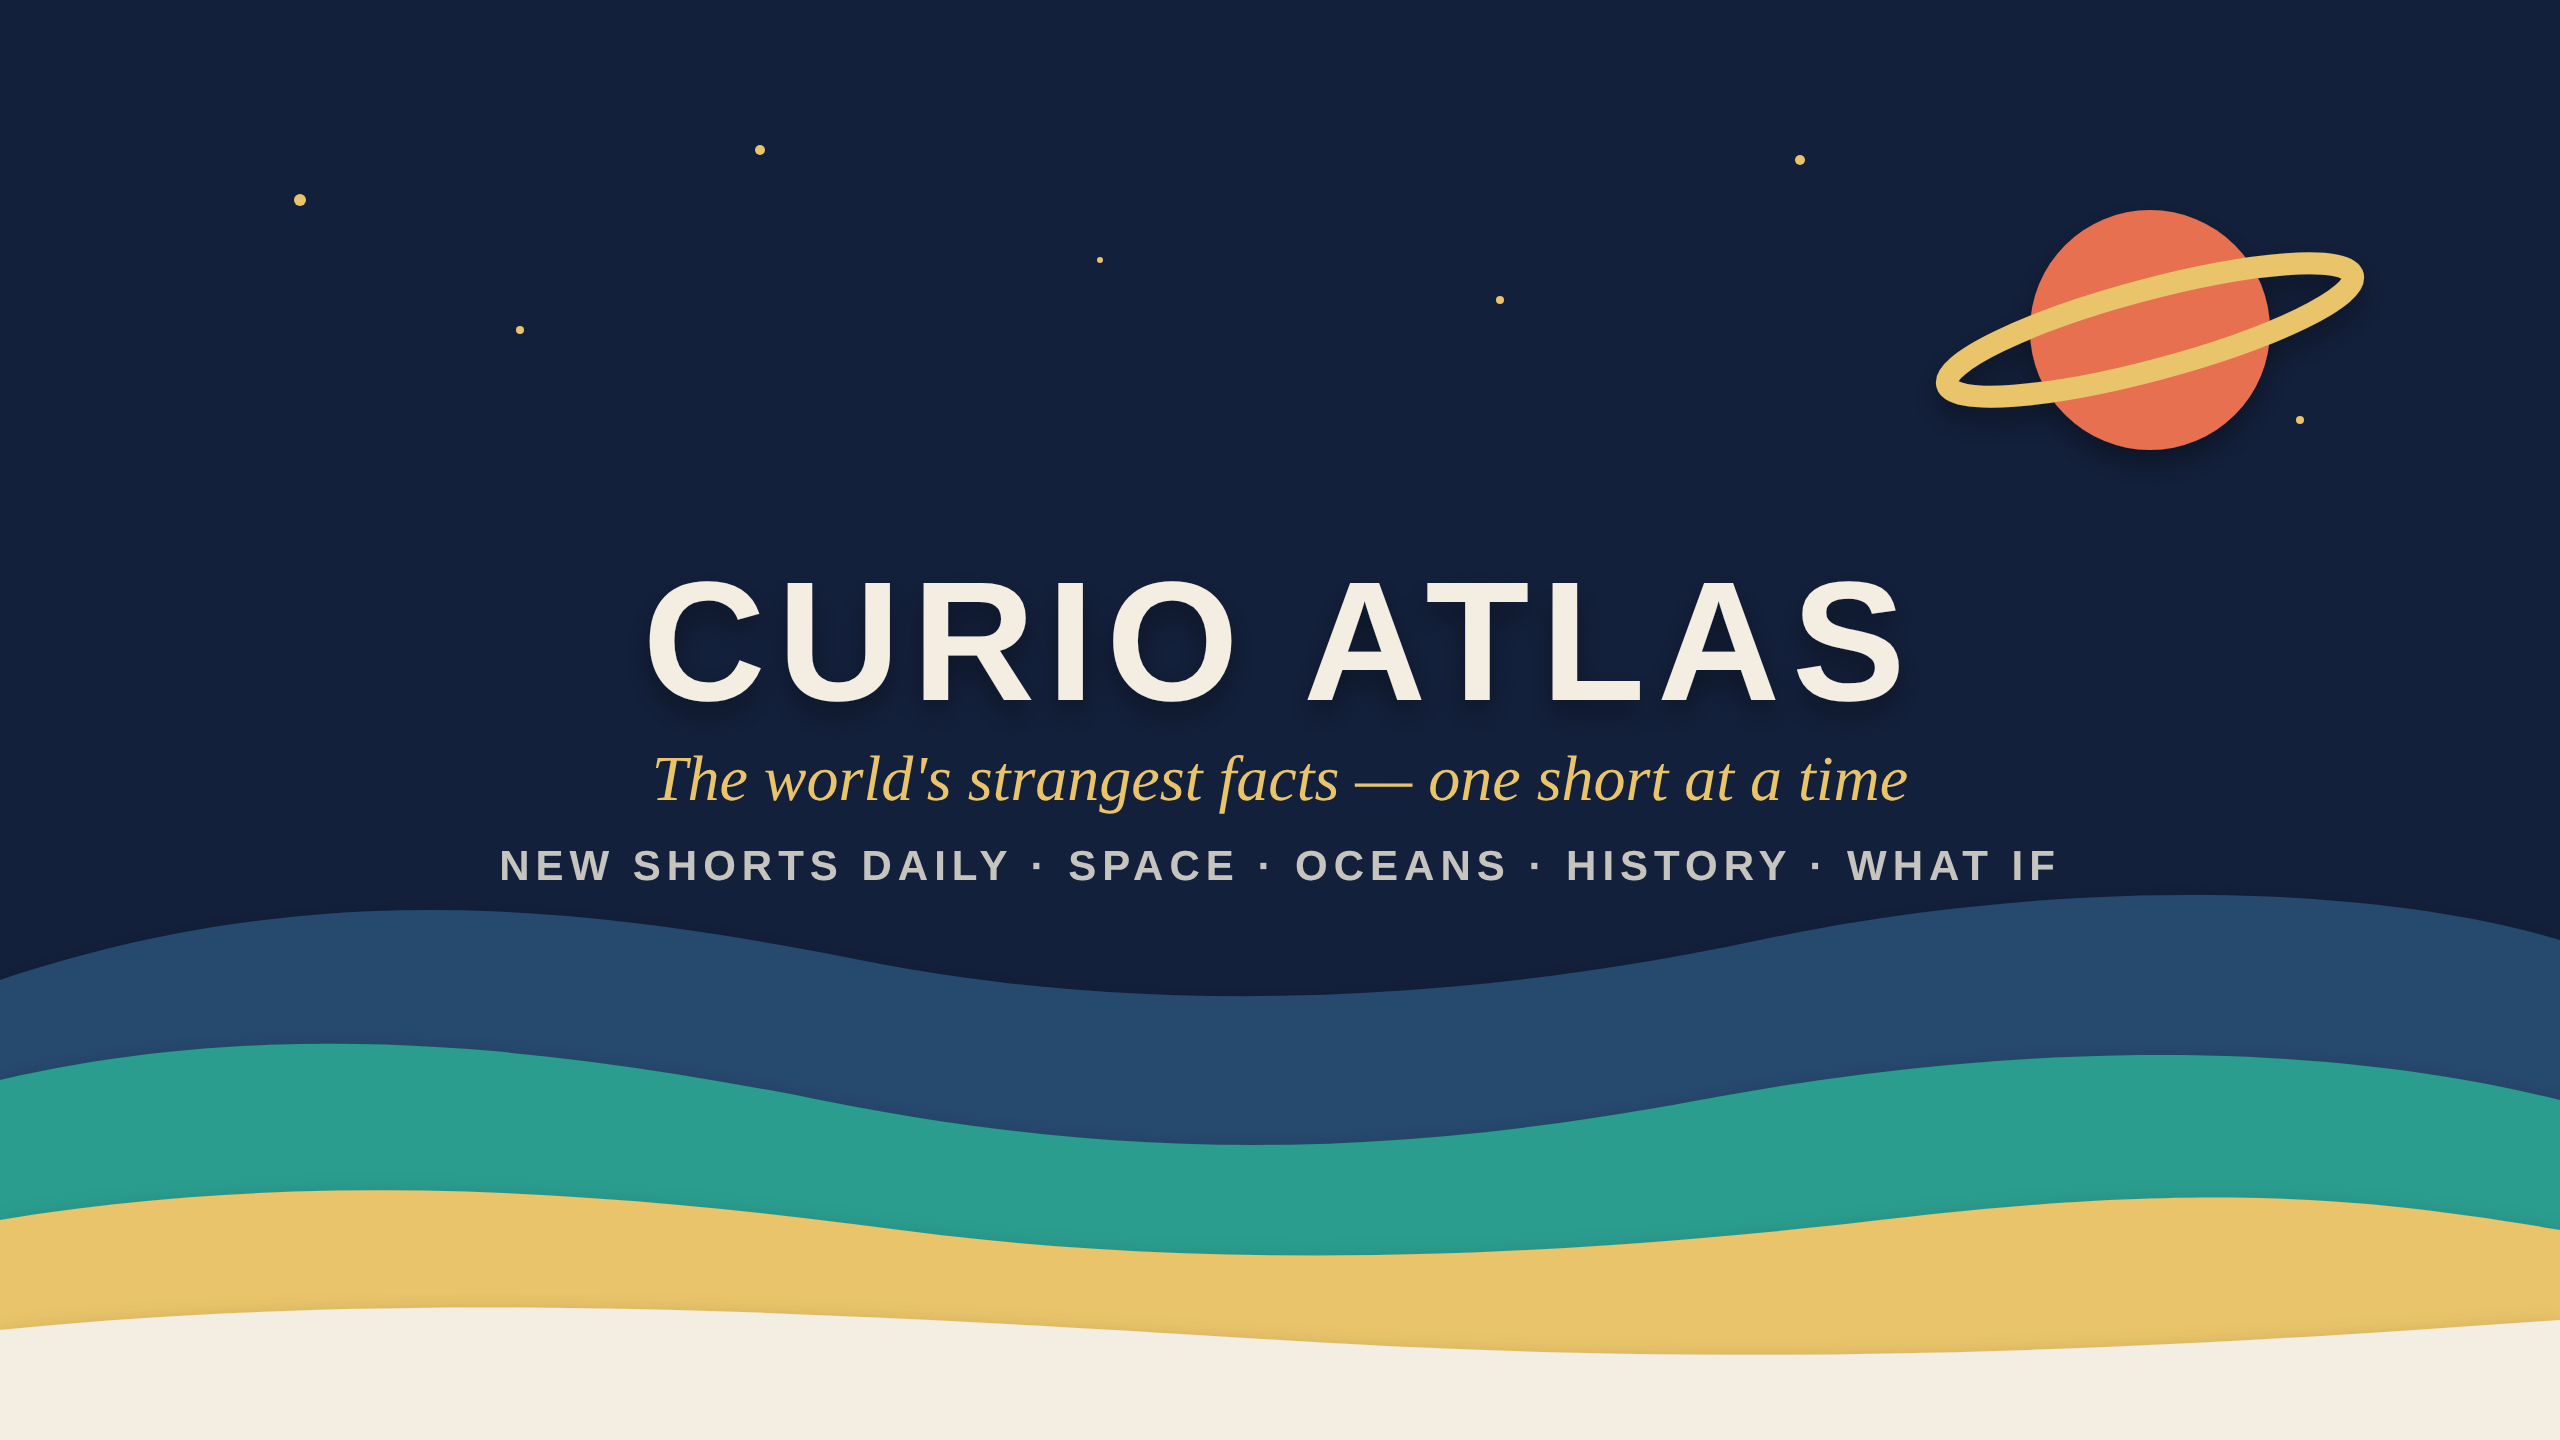 CURIO ATLAS
The world's strangest facts — one short at a time
NEW SHORTS DAILY · SPACE · OCEANS · HISTORY · WHAT IF